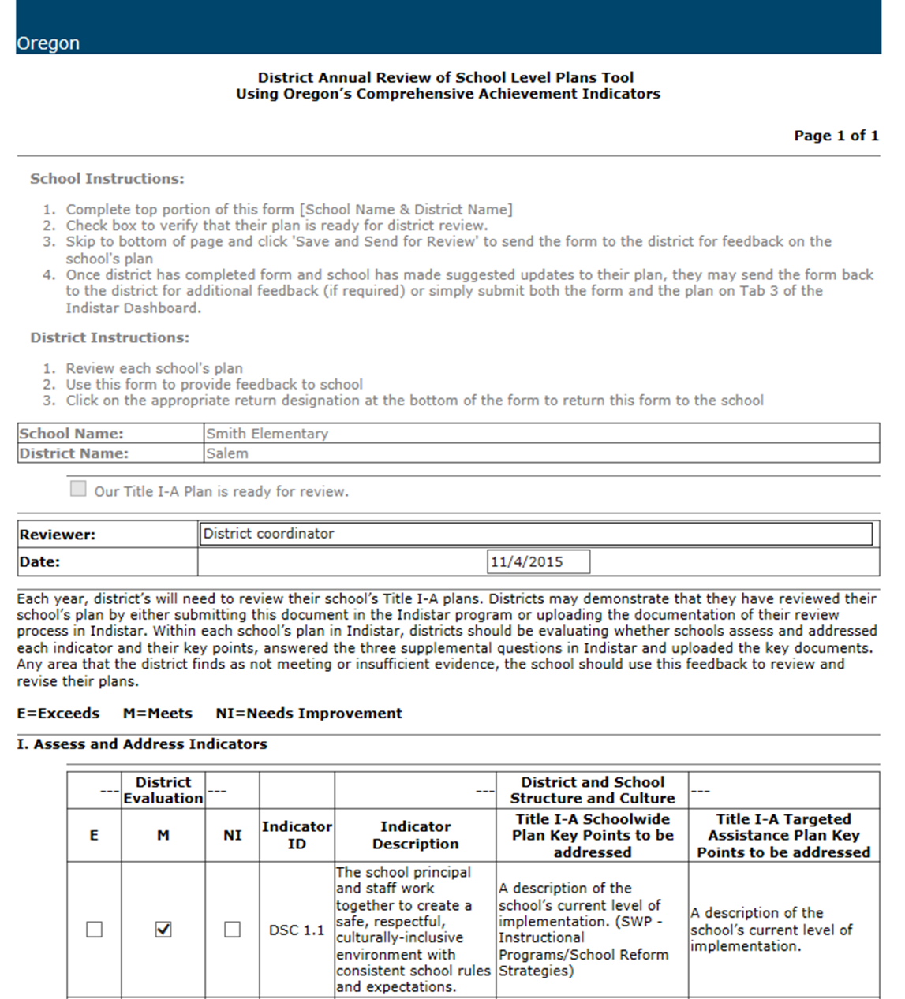 Oregon
District Annual Review of School Level Plans Tool
Using Oregon’s Comprehensive Achievement Indicators
Page 1 of 1
School Instructions:
1. Complete top portion of this form [School Name & District Name]
2. Check box to verify that their plan is ready for district review.
3. Skip to bottom of page and click 'Save and Send for Review' to send the form to the district for feedback on the
school's plan
4. Once district has completed form and school has made suggested updates to their plan, they may send the form back
to the district for additional feedback (if required) or simply submit both the form and the plan on Tab 3 of the
Indistar Dashboard.
District Instructions:
1. Review each school's plan
2. Use this form to provide feedback to school
3. Click on the appropriate return designation at the bottom of the form to return this form to the school
School Name: Smith Elementary
District Name: Salem
Our Title I-A Plan is ready for review.
Reviewer: District coordinator
Date: 11/4/2015
Each year, district’s will need to review their school’s Title I-A plans. Districts may demonstrate that they have reviewed their
school’s plan by either submitting this document in the Indistar program or uploading the documentation of their review
process in Indistar. Within each school’s plan in Indistar, districts should be evaluating whether schools assess and addressed
each indicator and their key points, answered the three supplemental questions in Indistar and uploaded the key documents.
Any area that the district finds as not meeting or insufficient evidence, the school should use this feedback to review and
revise their plans.
E=Exceeds M=Meets NI=Needs Improvement
I. Assess and Address Indicators
---
District
Evaluation
---
---
District and School
Structure and Culture
---
E
M
NI
Indicator
ID
Indicator
Description
Title I-A Schoolwide
Plan Key Points to be
addressed
Title I-A Targeted
Assistance Plan Key
Points to be addressed
DSC 1.1
The school principal
and staff work
together to create a
safe, respectful,
culturally-inclusive
environment with
consistent school rules
and expectations.
A description of the
school’s current level of
implementation. (SWP -
Instructional
Programs/School Reform
Strategies)
A description of the
school’s current level of
implementation.